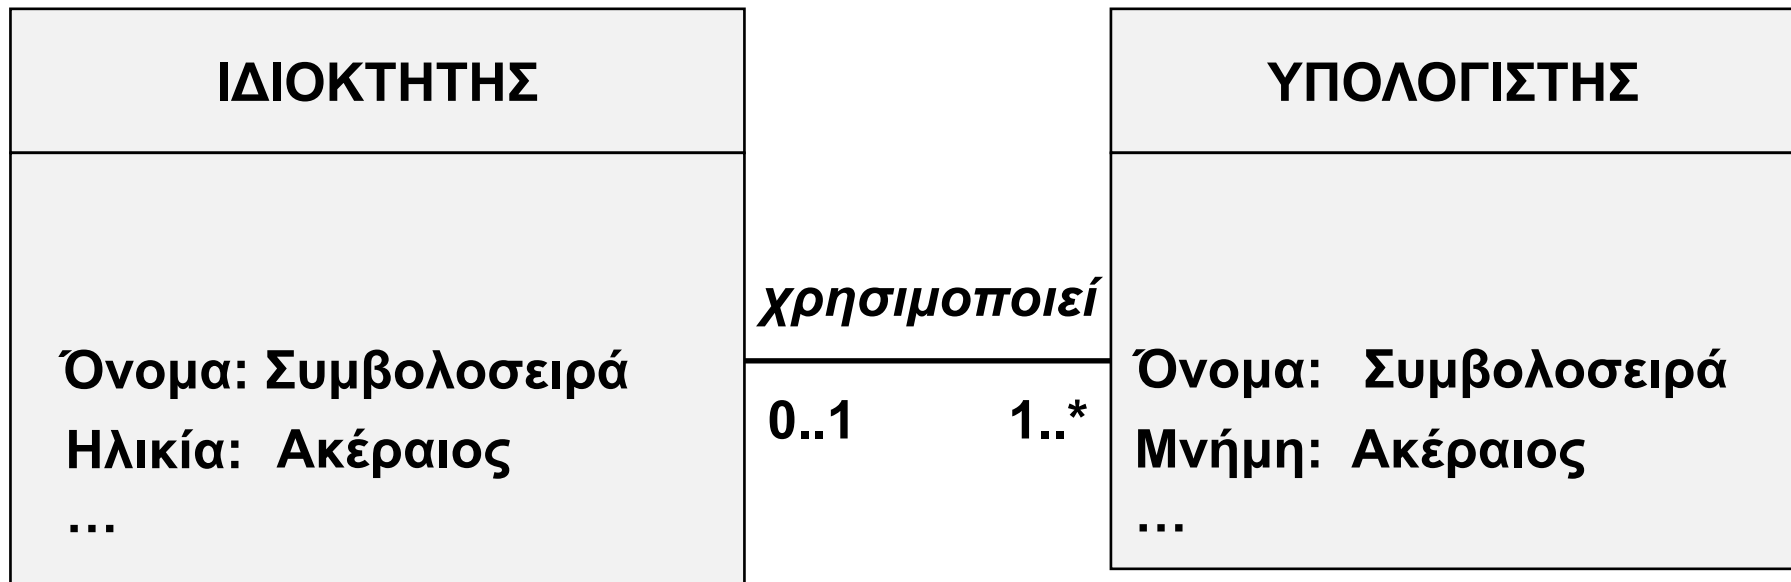 ΙΔΙΟΚΤΗΤΗΣ
Όνομα: Συμβολοσειρά
Ηλικία: Ακέραιος
…
χρησιμοποιεί
0..1 1..*
ΥΠΟΛΟΓΙΣΤΗΣ
Όνομα: Συμβολοσειρά
Μνήμη: Ακέραιος
…